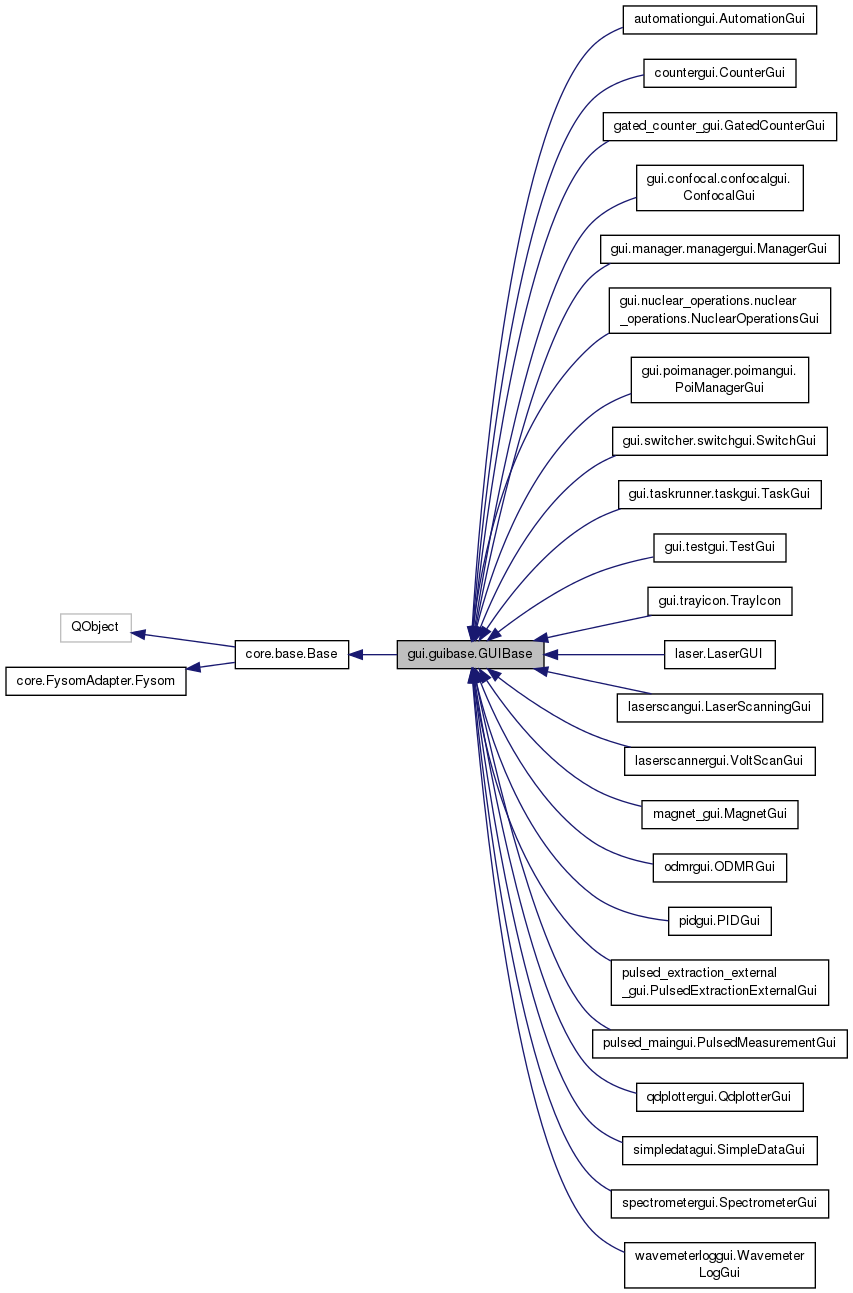 automationgui.AutomationGui
countergui.CounterGui
gated_counter_gui.GatedCounterGui
gui.confocal.confocalgui.
ConfocalGui
gui.manager.managergui.ManagerGui
gui.nuclear_operations.nuclear
_operations.NuclearOperationsGui
gui.poimanager.poimangui.
PoiManagerGui
gui.switcher.switchgui.SwitchGui
gui.taskrunner.taskgui.TaskGui
gui.testgui.TestGui
gui.trayicon.TrayIcon
QObject
core.FysomAdapter.Fysom
core.base.Base
gui.guibase.GUIBase
laser.LaserGUI
laserscangui.LaserScanningGui
laserscannergui.VoltScanGui
magnet_gui.MagnetGui
odmrgui.ODMRGui
pidgui.PIDGui
pulsed_extraction_external
_gui.PulsedExtractionExternalGui
pulsed_maingui.PulsedMeasurementGui
qdplottergui.QdplotterGui
simpledatagui.SimpleDataGui
spectrometergui.SpectrometerGui
wavemeterloggui.Wavemeter
LogGui